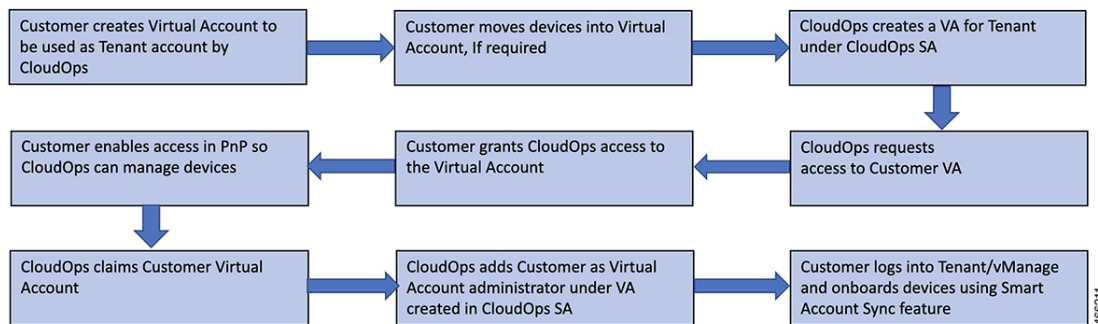 Customer creates Virtual Account to
be used as Tenant account by
CloudOps
Customer moves devices into Virtual
Account, If required
CloudOps creates a VA for Tenant
under CloudOps SA
CloudOps requests
access to Customer VA
Customer grants CloudOps access to
the Virtual Account
Customer enables access in PnP so
CloudOps can manage devices
CloudOps claims Customer Virtual
Account
CloudOps adds Customer as Virtual
Account administrator under VA
created in CloudOps SA
Customer logs into Tenant/vManage
and onboards devices using Smart
Account Sync feature